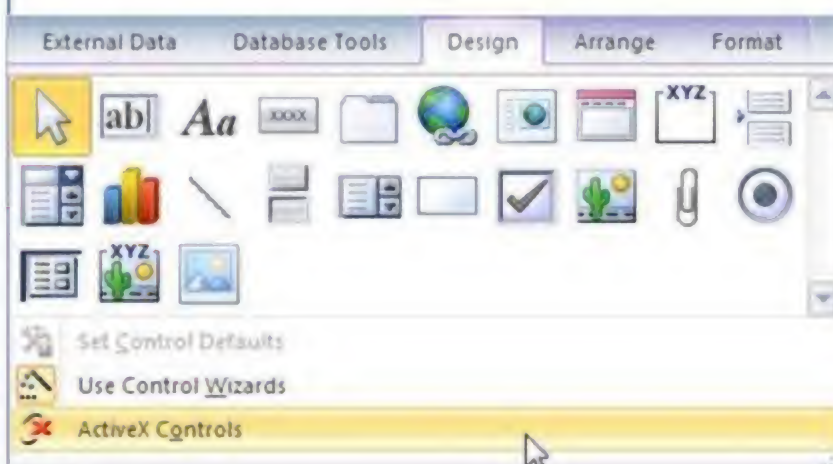 External Data Database Tools Design Arrange Format
ab Aa XXXX XYZ
XYZ
Set Control Defaults
Use Control Wizards
ActiveX Controls